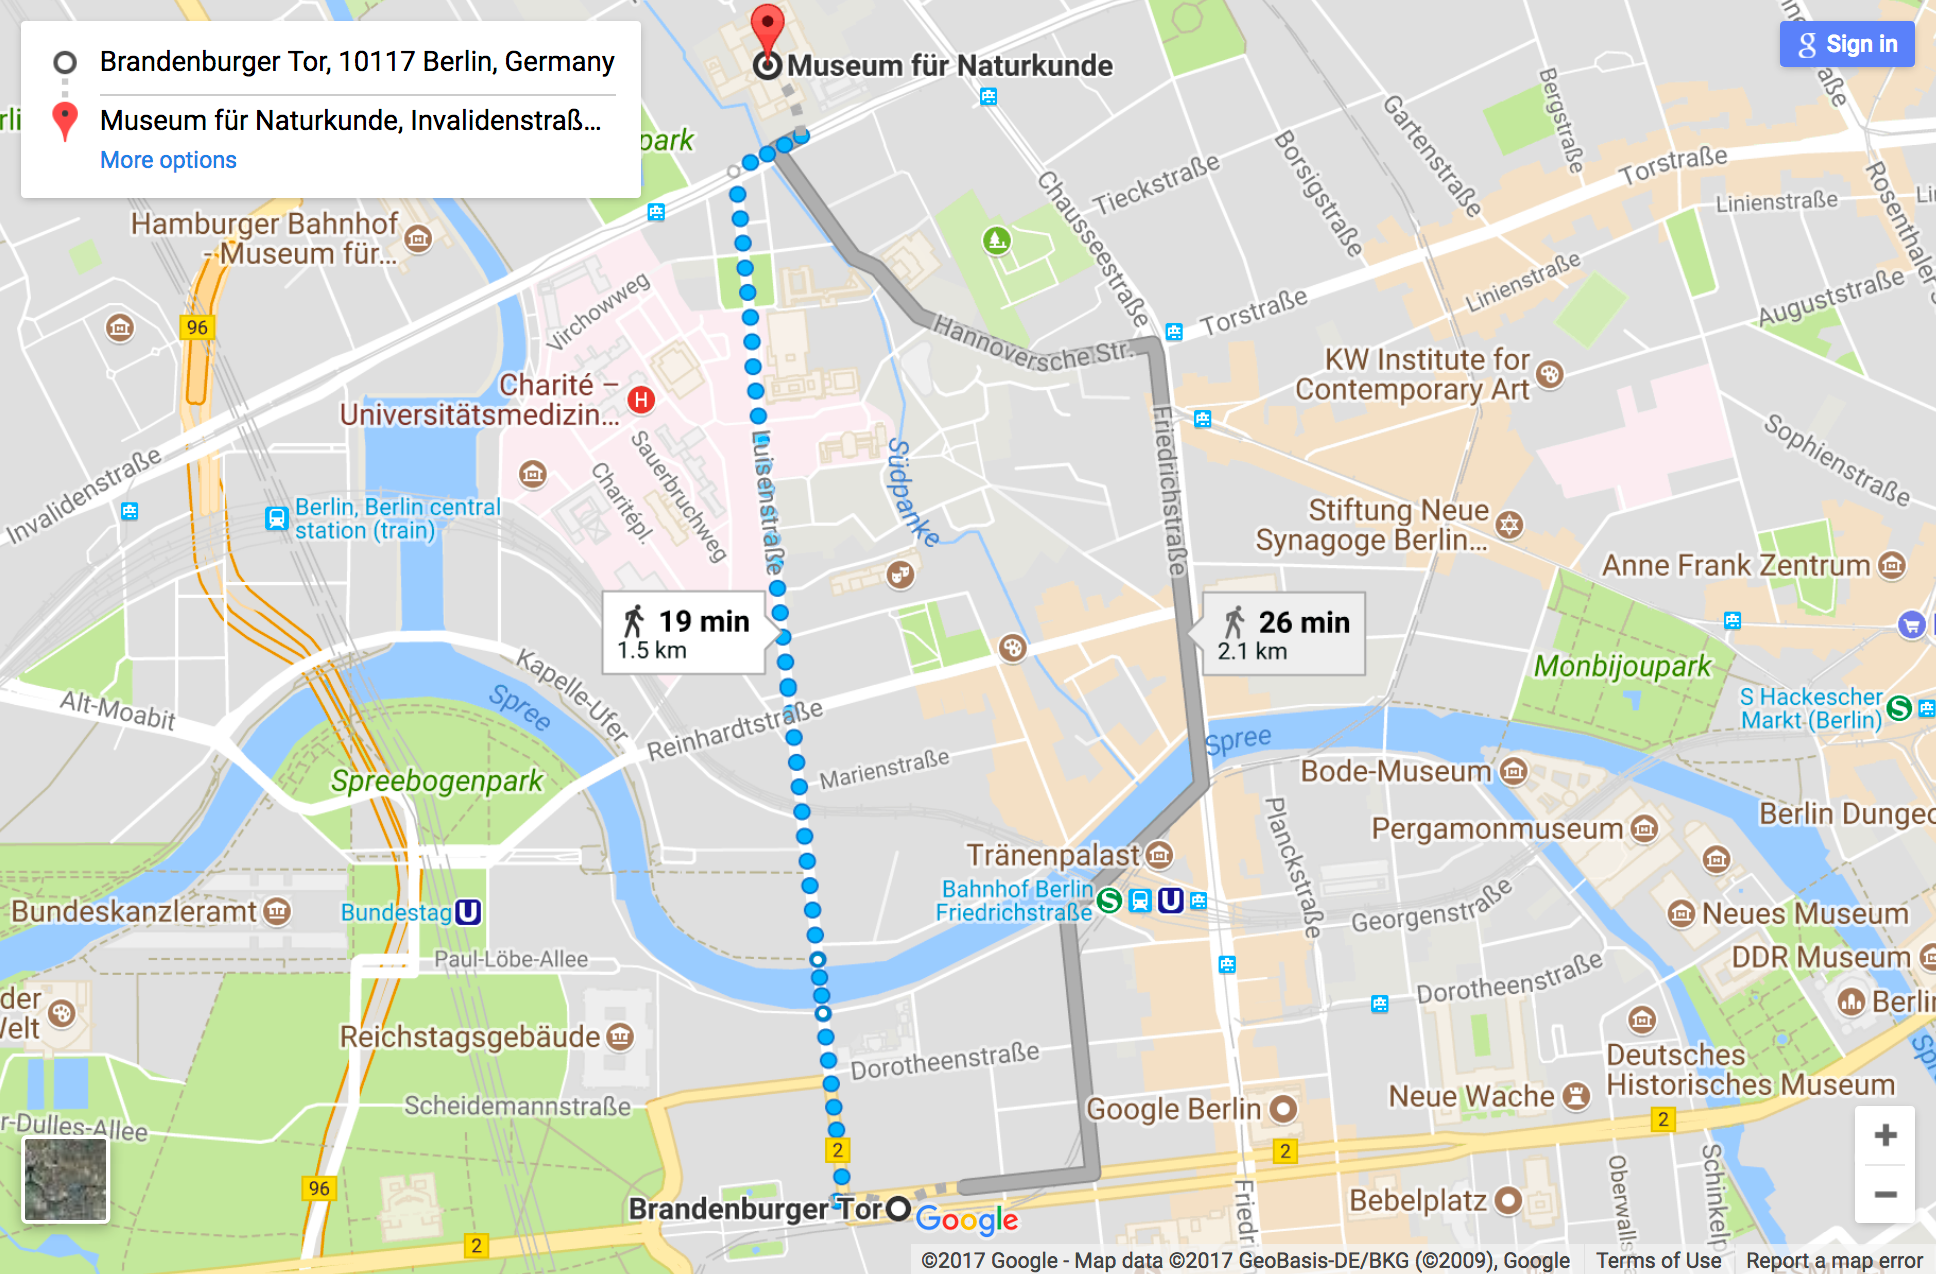 Brandenburger Tor, 10117 Berlin, Germany
Museum für Naturkunde, Invalidenstraß...
More options
g Sign in
Museum für Naturkunde
park
Hamburger Bahnhof
- Museum für...
96
Virchowweg
Tieckstraße
Chausseestraße
Borsigstraße
Gartenstraße
Bergstraße
Torstraße
Linienstraße
Rosenthaler
Auguststraße
Linienstraße
Torstraße
Hannoversche Str.
KW Institute for
Contemporary Art
Charité –
Universitätsmedizin...
H
Sauerbruchweg
Charitépl.
Luisenstraße
Südpanke
Friedrichstraße
Sophienstraße
Invalidenstraße
Berlin, Berlin central
station (train)
Stiftung Neue
Synagoge Berlin...
Anne Frank Zentrum
19 min
1.5 km
26 min
2.1 km
Monbijoupark
S Hackescher
Markt (Berlin)
S
Alt-Moabit
Kapelle-Ufer
Spree
Reinhardtstraße
Marienstraße
Spree
Spreebogenpark
Bode-Museum
Pergamonmuseum
Berlin Dungeo
Planckstraße
Tränenpalast
Bahnhof Berlin
Friedrichstraße
S
U
Georgenstraße
Bundeskanzleramt
Bundestag
U
Neues Museum
DDR Museum
Paul-Löbe-Allee
Dorotheenstraße
der
Welt
Reichstagsgebäude
Berlin
Dorotheenstraße
Deutsches
Historisches Museum
Scheidemannstraße
Google Berlin
Neue Wache
r-Dulles-Allee
2
2
2
96
Brandenburger Tor
Google
Bebelplatz
Friedri
Oberwalls
Schinkelp
2
+
−
©2017 Google - Map data ©2017 GeoBasis-DE/BKG (©2009), Google
Terms of Use
Report a map error